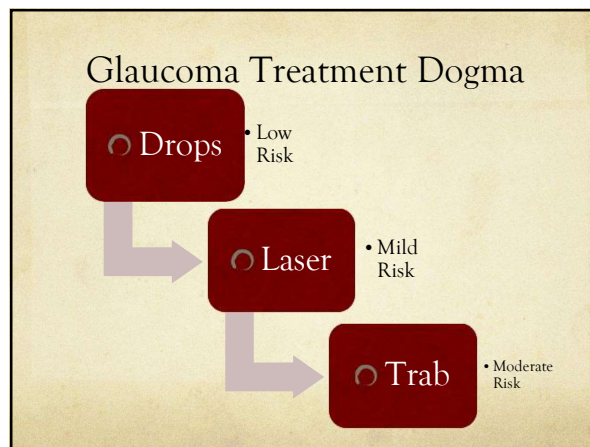 Glaucoma Treatment Dogma
Drops
• Low
Risk
Laser
• Mild
Risk
Trab
• Moderate
Risk